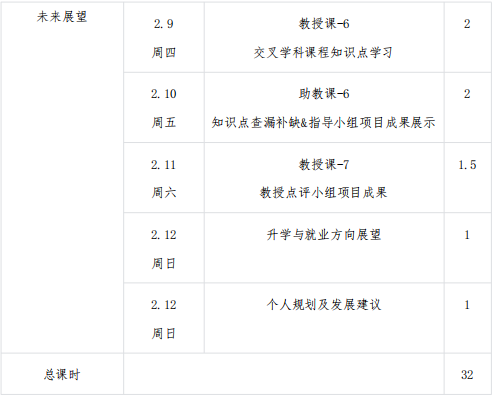 未来展望
2.9
周四
教授课-6
交叉学科课程知识点学习
2
2.10
周五
助教课-6
知识点查漏补缺&指导小组项目成果展示
2
2.11
周六
教授课-7
教授点评小组项目成果
1.5
2.12
周日
升学与就业方向展望
1
2.12
周日
个人规划及发展建议
1
总课时
32